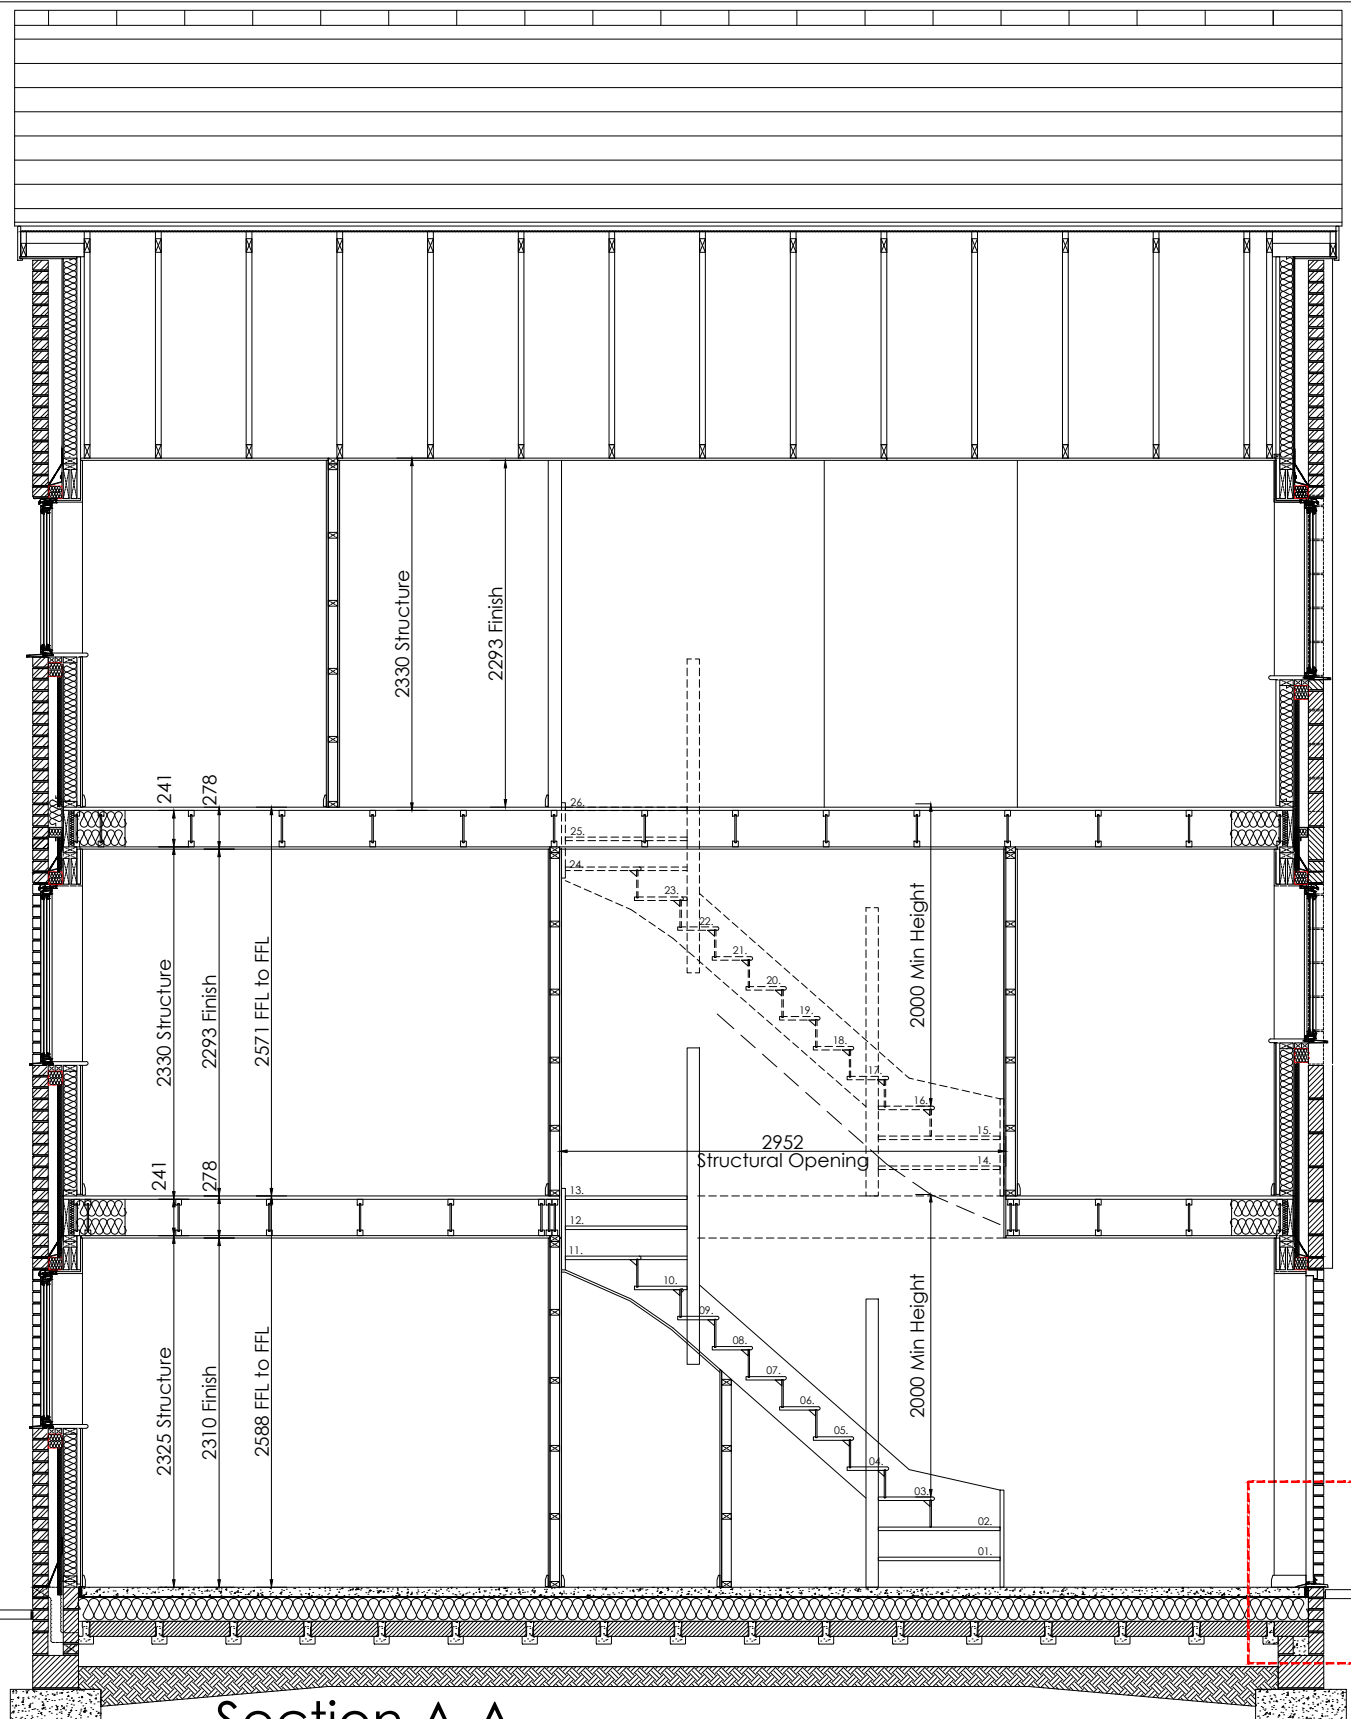 2330 Structure
2293 Finish
241
278
26.
25.
24.
23.
22.
21.
20.
19.
18.
17.
16.
15.
14.
2000 Min Height
2330 Structure
2293 Finish
2571 FFL to FFL
2952
Structural Opening
241
278
13.
12.
11.
10.
09.
08.
07.
06.
05.
04.
03.
02.
01.
2000 Min Height
2325 Structure
2310 Finish
2588 FFL to FFL
Section A-A